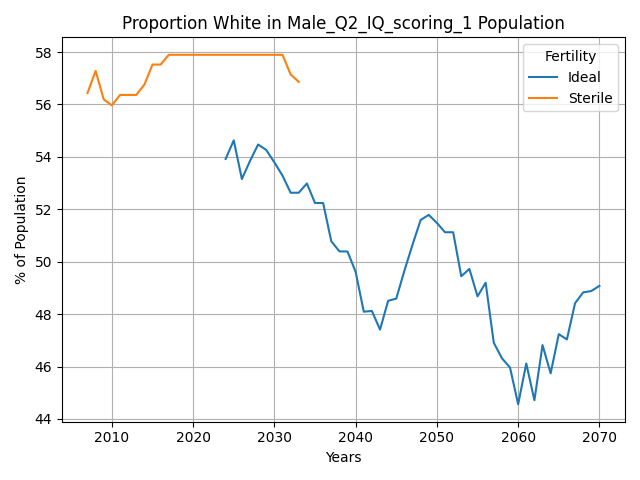 Proportion White in Male_Q2_IQ_scoring_1 Population
Fertility
Ideal
Sterile
% of Population
58
56
54
52
50
48
46
44
2010
2020
2030
2040
2050
2060
2070
Years